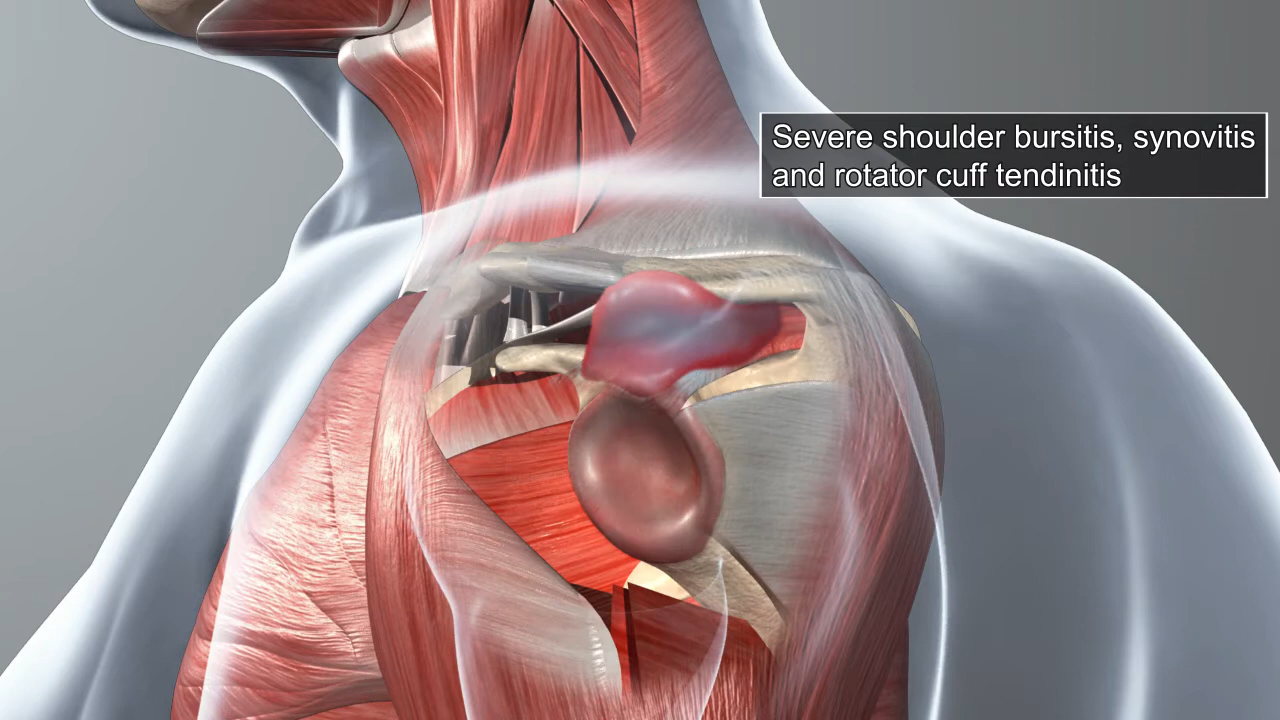 Severe shoulder bursitis, synovitis
and rotator cuff tendinitis